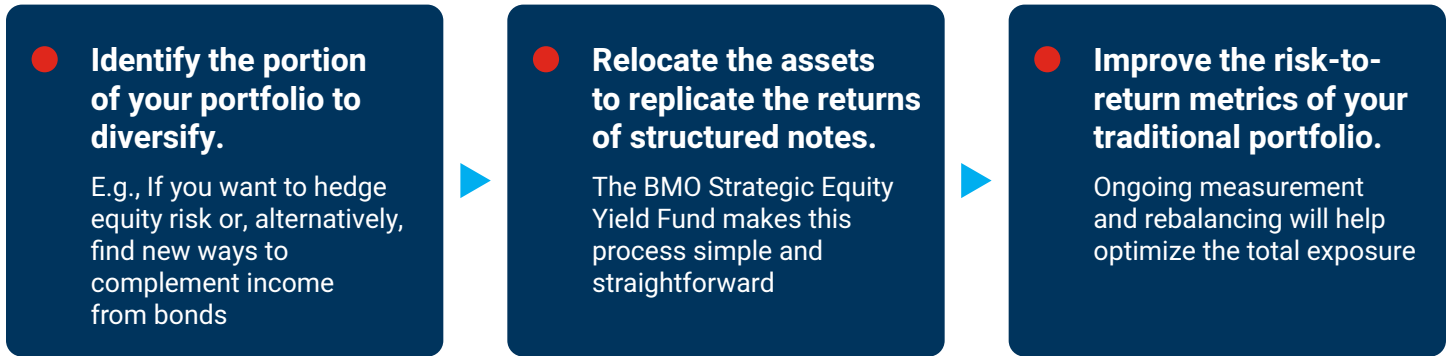 Identify the portion
of your portfolio to
diversify.
E.g., If you want to hedge
equity risk or, alternatively,
find new ways to
complement income
from bonds
Relocate the assets
to replicate the returns
of structured notes.
The BMO Strategic Equity
Yield Fund makes this
process simple and
straightforward
Improve the risk-to-
return metrics of your
traditional portfolio.
Ongoing measurement
and rebalancing will help
optimize the total exposure